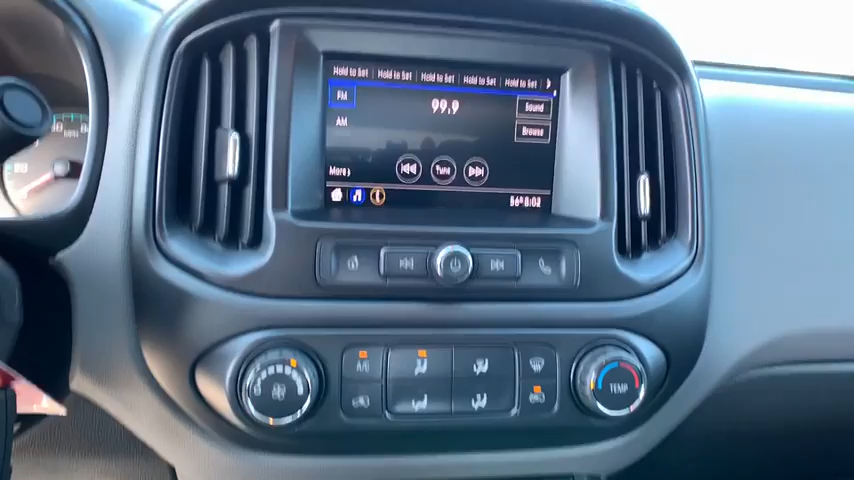 Hold to Set Hold to Set Hold to Set Hold to Set Hold to Set
FM
99.9
Sound
AM
Browse
More
Tune
56° 8:02
MPH
A/C
TEMP